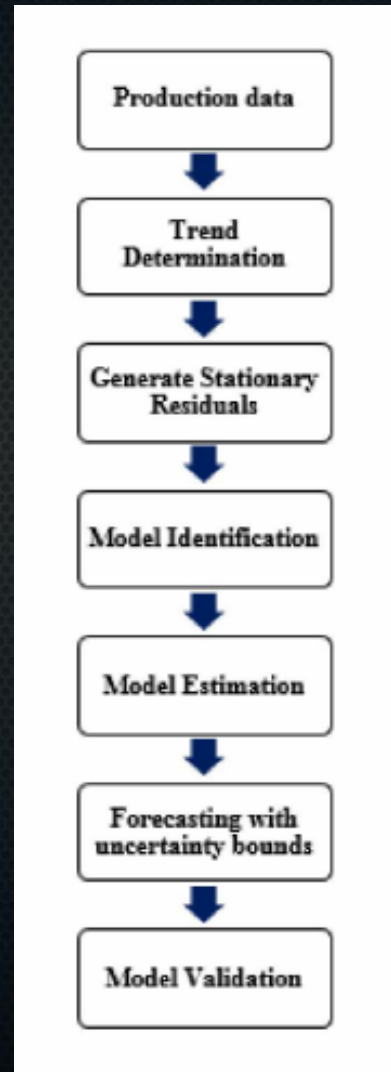 Production data
Trend
Determination
Generate Stationary
Residuals
Model Identification
Model Estimation
Forecasting with
uncertainty bounds
Model Validation